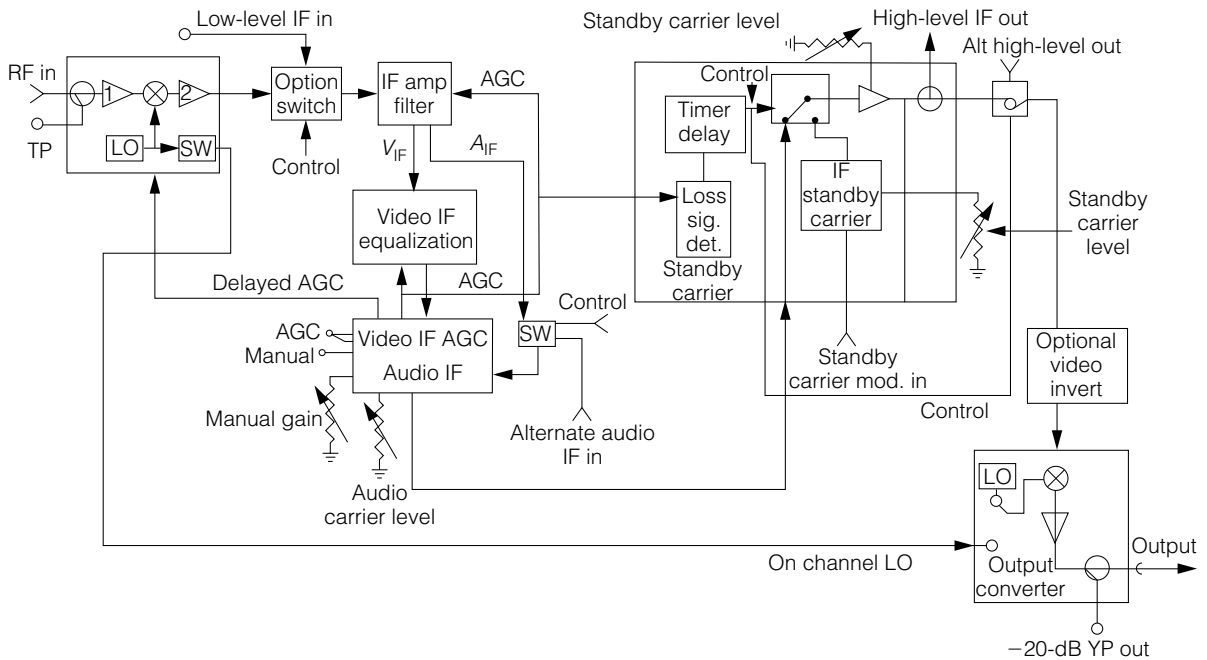 Low-level IF in
RF in
TP
1
2
LO
SW
Option
switch
Control
IF amp
filter
AGC
VIF
AIF
Video IF
equalization
Delayed AGC
AGC
AGC
Manual
Video IF AGC
Audio IF
SW
Control
Manual gain
Audio
carrier level
Alternate audio
IF in
Standby carrier level
High-level IF out
Alt high-level out
Control
Timer
delay
Loss
sig.
det.
Standby
carrier
IF
standby
carrier
Standby
carrier
level
Standby
carrier mod. in
Control
Optional
video
invert
LO
Output
converter
Output
On channel LO
−20-dB YP out